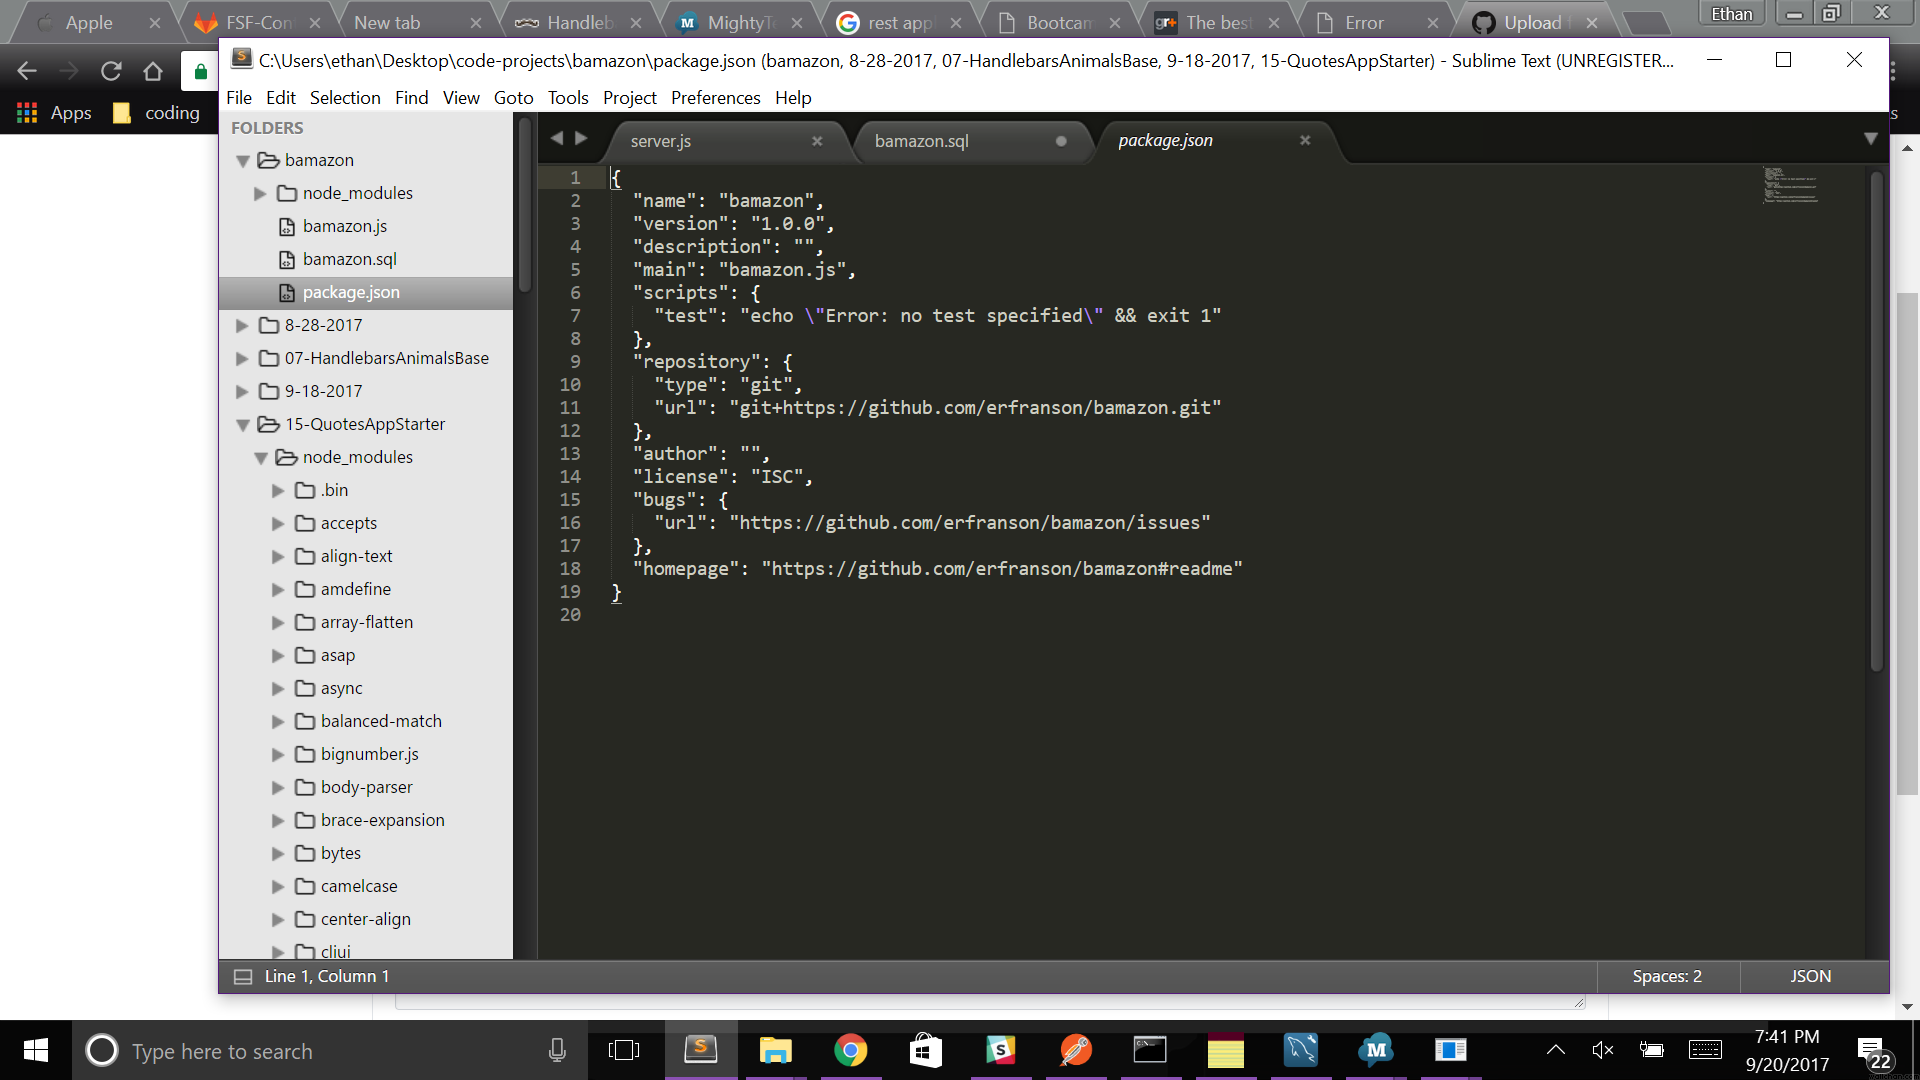 Apple
FSF-Con
New tab
Handleb
MightyTe
rest appl
Bootcam
gr+
The best
Error
Upload
Ethan
C:\Users\ethan\Desktop\code-projects\bamazon\package.json (bamazon, 8-28-2017, 07-HandlebarsAnimalsBase, 9-18-2017, 15-QuotesAppStarter) - Sublime Text (UNREGISTER...
Apps
coding
File Edit Selection Find View Goto Tools Project Preferences Help
FOLDERS
bamazon
node_modules
bamazon.js
bamazon.sql
package.json
8-28-2017
07-HandlebarsAnimalsBase
9-18-2017
15-QuotesAppStarter
node_modules
.bin
accepts
align-text
amdefine
array-flatten
asap
async
balanced-match
bignumber.js
body-parser
brace-expansion
bytes
camelcase
center-align
cliui
server.js
bamazon.sql
package.json
1 {
2 "name": "bamazon",
3 "version": "1.0.0",
4 "description": "",
5 "main": "bamazon.js",
6 "scripts": {
7 "test": "echo \"Error: no test specified\" && exit 1"
8 },
9 "repository": {
10 "type": "git",
11 "url": "git+https://github.com/erfranson/bamazon.git"
12 },
13 "author": "",
14 "license": "ISC",
15 "bugs": {
16 "url": "https://github.com/erfranson/bamazon/issues"
17 },
18 "homepage": "https://github.com/erfranson/bamazon#readme"
19 }
20
Line 1, Column 1
Spaces: 2
JSON
Type here to search
7:41 PM
9/20/2017
22